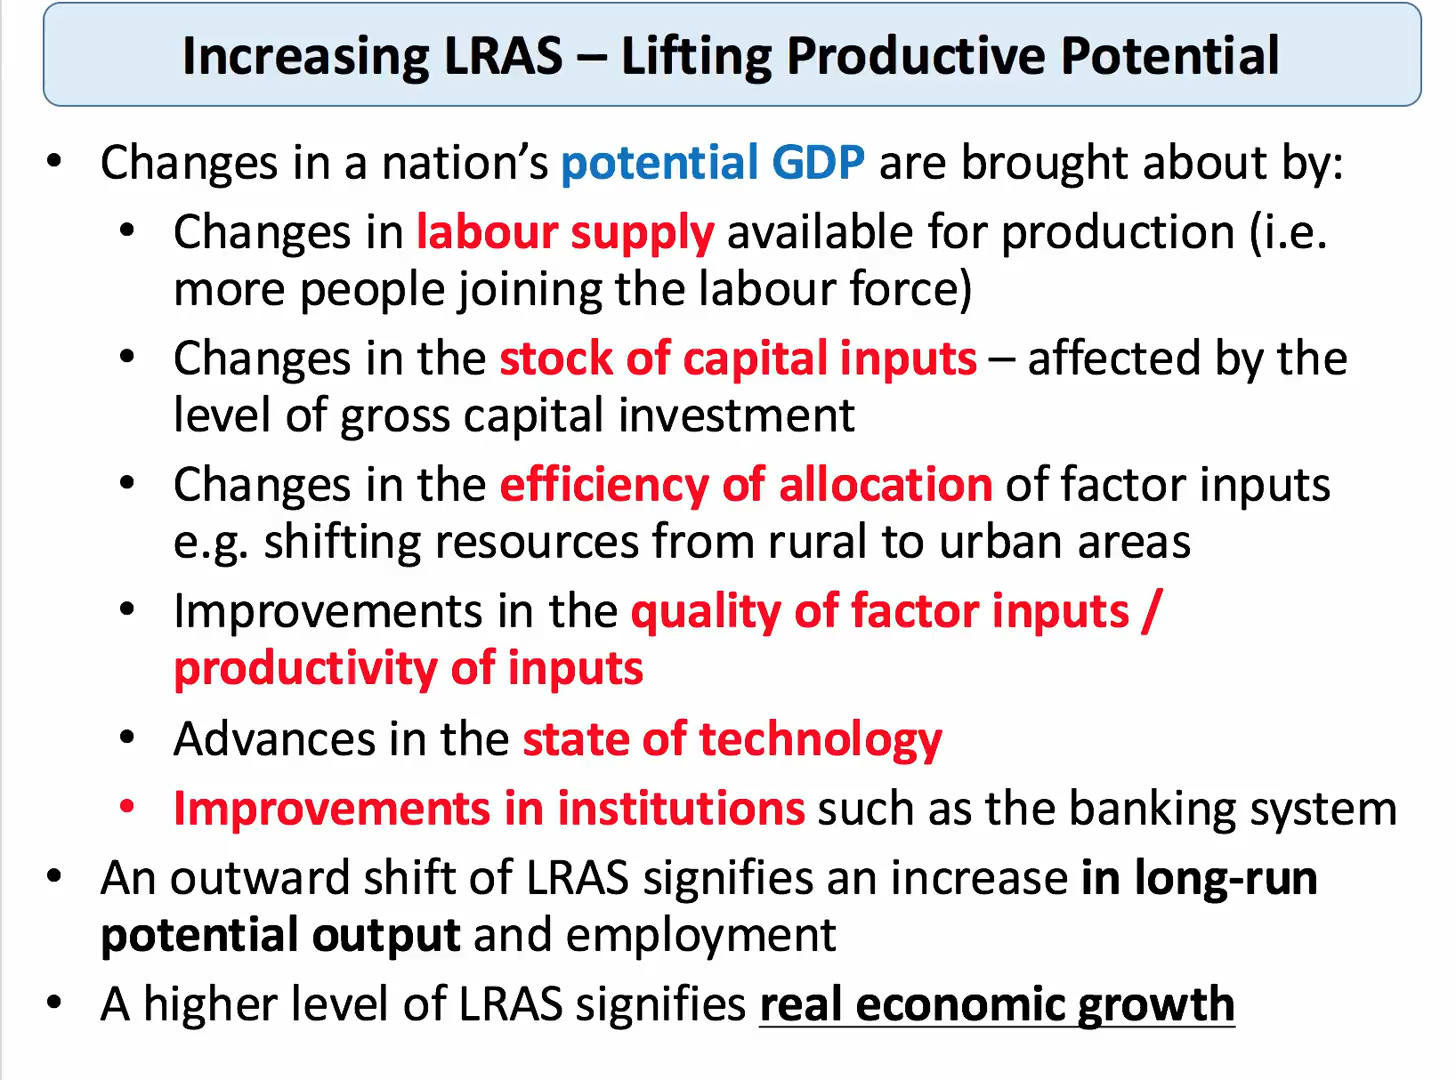 Increasing LRAS – Lifting Productive Potential
• Changes in a nation’s potential GDP are brought about by:
• Changes in labour supply available for production (i.e.
more people joining the labour force)
• Changes in the stock of capital inputs – affected by the
level of gross capital investment
• Changes in the efficiency of allocation of factor inputs
e.g. shifting resources from rural to urban areas
• Improvements in the quality of factor inputs /
productivity of inputs
• Advances in the state of technology
• Improvements in institutions such as the banking system
• An outward shift of LRAS signifies an increase in long-run
potential output and employment
• A higher level of LRAS signifies real economic growth